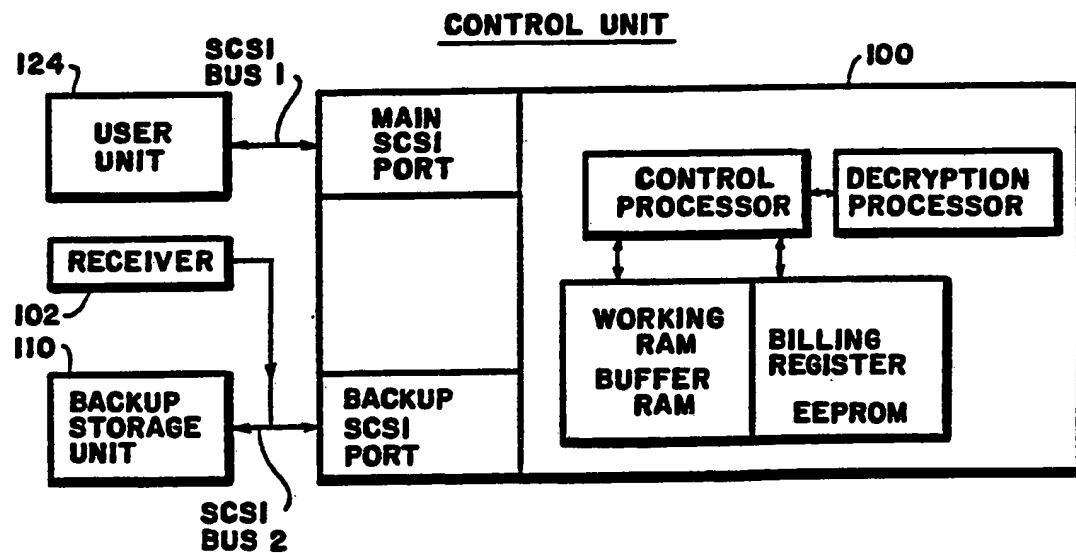 CONTROL UNIT
124
SCSI
BUS 1
100
USER
UNIT
MAIN
SCSI
PORT
CONTROL
PROCESSOR
DECRYPTION
PROCESSOR
RECEIVER
102
110
WORKING
RAM
BUFFER
RAM
BILLING
REGISTER
EEPROM
BACKUP
STORAGE
UNIT
BACKUP
SCSI
PORT
SCSI
BUS 2